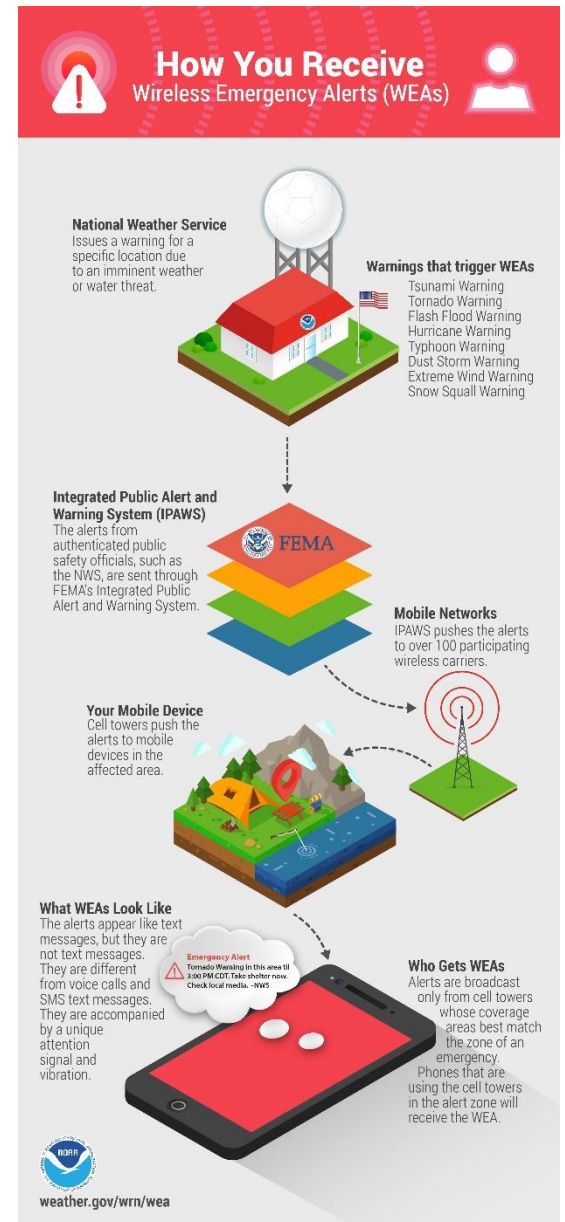 How You Receive
Wireless Emergency Alerts (WEAs)
National Weather Service
Issues a warning for a
specific location due
to an imminent weather
or water threat.
Warnings that trigger WEAs
Tsunami Warning
Tornado Warning
Flash Flood Warning
Hurricane Warning
Typhoon Warning
Dust Storm Warning
Extreme Wind Warning
Snow Squall Warning
Integrated Public Alert and
Warning System (IPAWS)
The alerts from
authenticated public
safety officials, such as
the NWS, are sent through
FEMA's Integrated Public
Alert and Warning System.
FEMA
Mobile Networks
IPAWS pushes the alerts
to over 100 participating
wireless carriers.
Your Mobile Device
Cell towers push the
alerts to mobile
devices in the
affected area.
What WEAs Look Like
The alerts appear like text
messages, but they are
not text messages.
They are different
from voice calls and
SMS text messages.
They are accompanied
by a unique
attention
signal and
vibration.
Emergency Alert
Tornado Warning in this area til
3:00 PM CDT. Take shelter now.
Check local media. -NWS
Who Gets WEAs
Alerts are broadcast
only from cell towers
whose coverage
areas best match
the zone of an
emergency.
Phones that are
using the cell towers
in the alert zone will
receive the WEA.
NOAA
weather.gov/wrn/wea